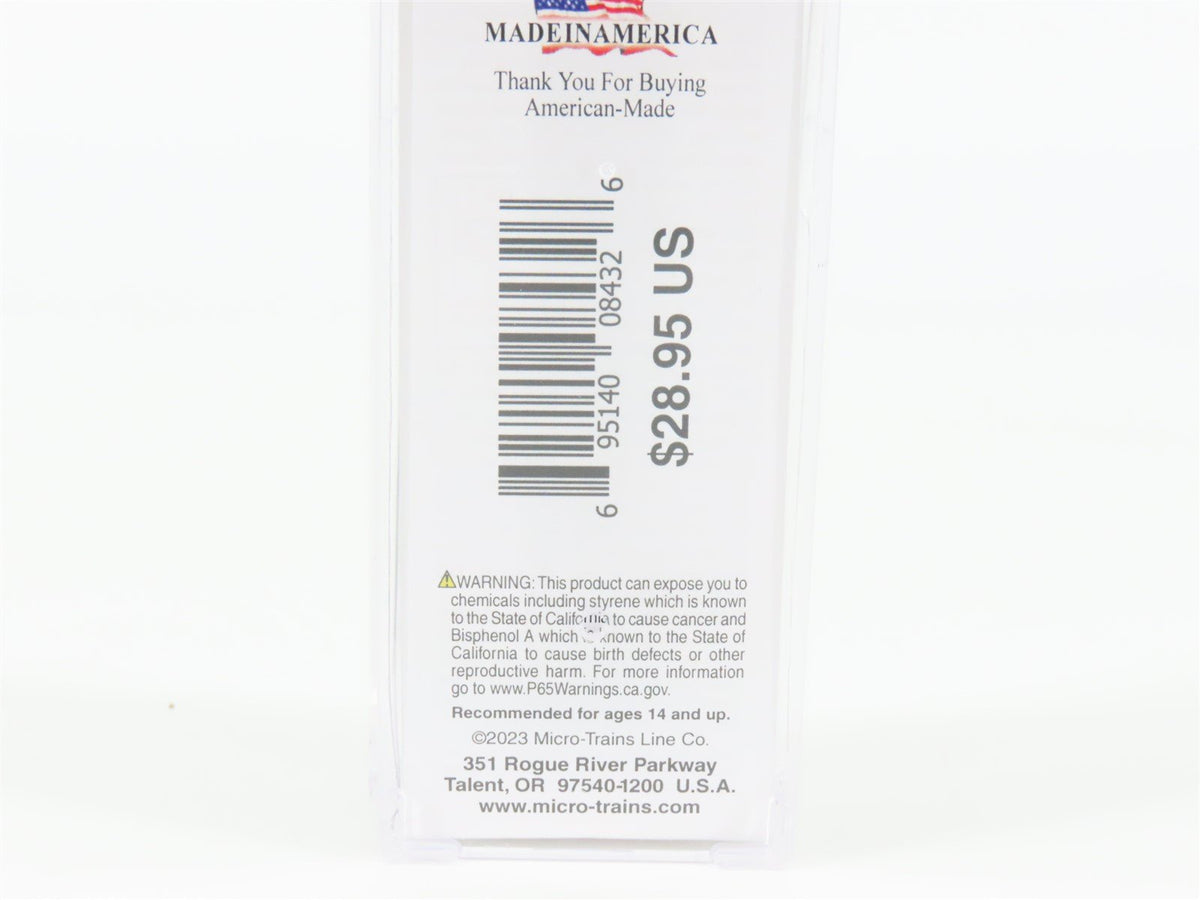 MADEINAMERICA
Thank You For Buying
American-Made
6 95140 08432 6
$28.95 US
WARNING: This product can expose you to
chemicals including styrene which is known
to the State of California to cause cancer and
Bisphenol A which is known to the State of
California to cause birth defects or other
reproductive harm. For more information
go to www.P65Warnings.ca.gov.
Recommended for ages 14 and up.
©2023 Micro-Trains Line Co.
351 Rogue River Parkway
Talent, OR 97540-1200 U.S.A.
www.micro-trains.com